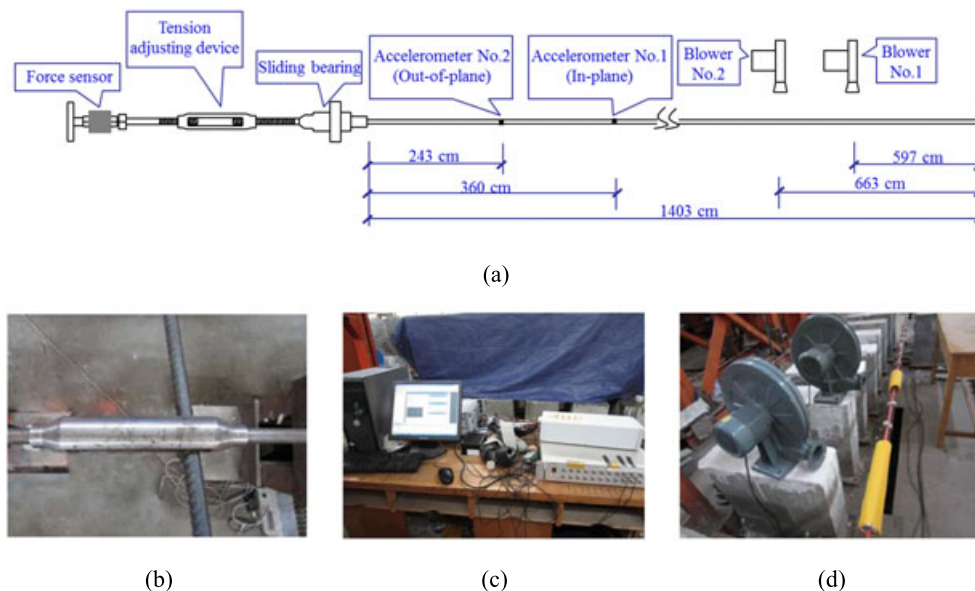 Tension
adjusting device
Force sensor
Sliding bearing
Accelerometer No.2
(Out-of-plane)
Accelerometer No.1
(In-plane)
Blower
No.2
Blower
No.1
243 cm
597 cm
360 cm
663 cm
1403 cm
(a)
(b)
(c)
(d)